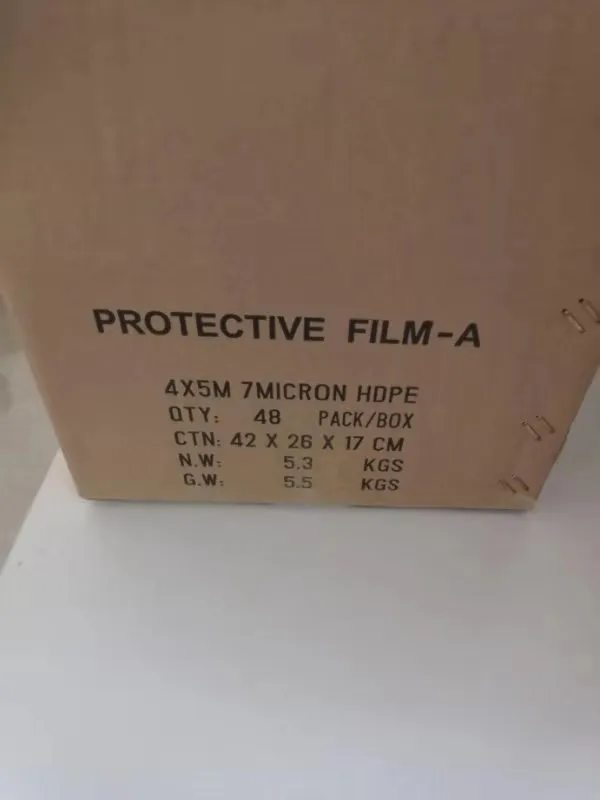 PROTECTIVE FILM-A
4X5M 7MICRON HDPE
QTY: 48 PACK/BOX
CTN: 42 X 26 X 17 CM
N.W: 5.3 KGS
G.W: 5.5 KGS